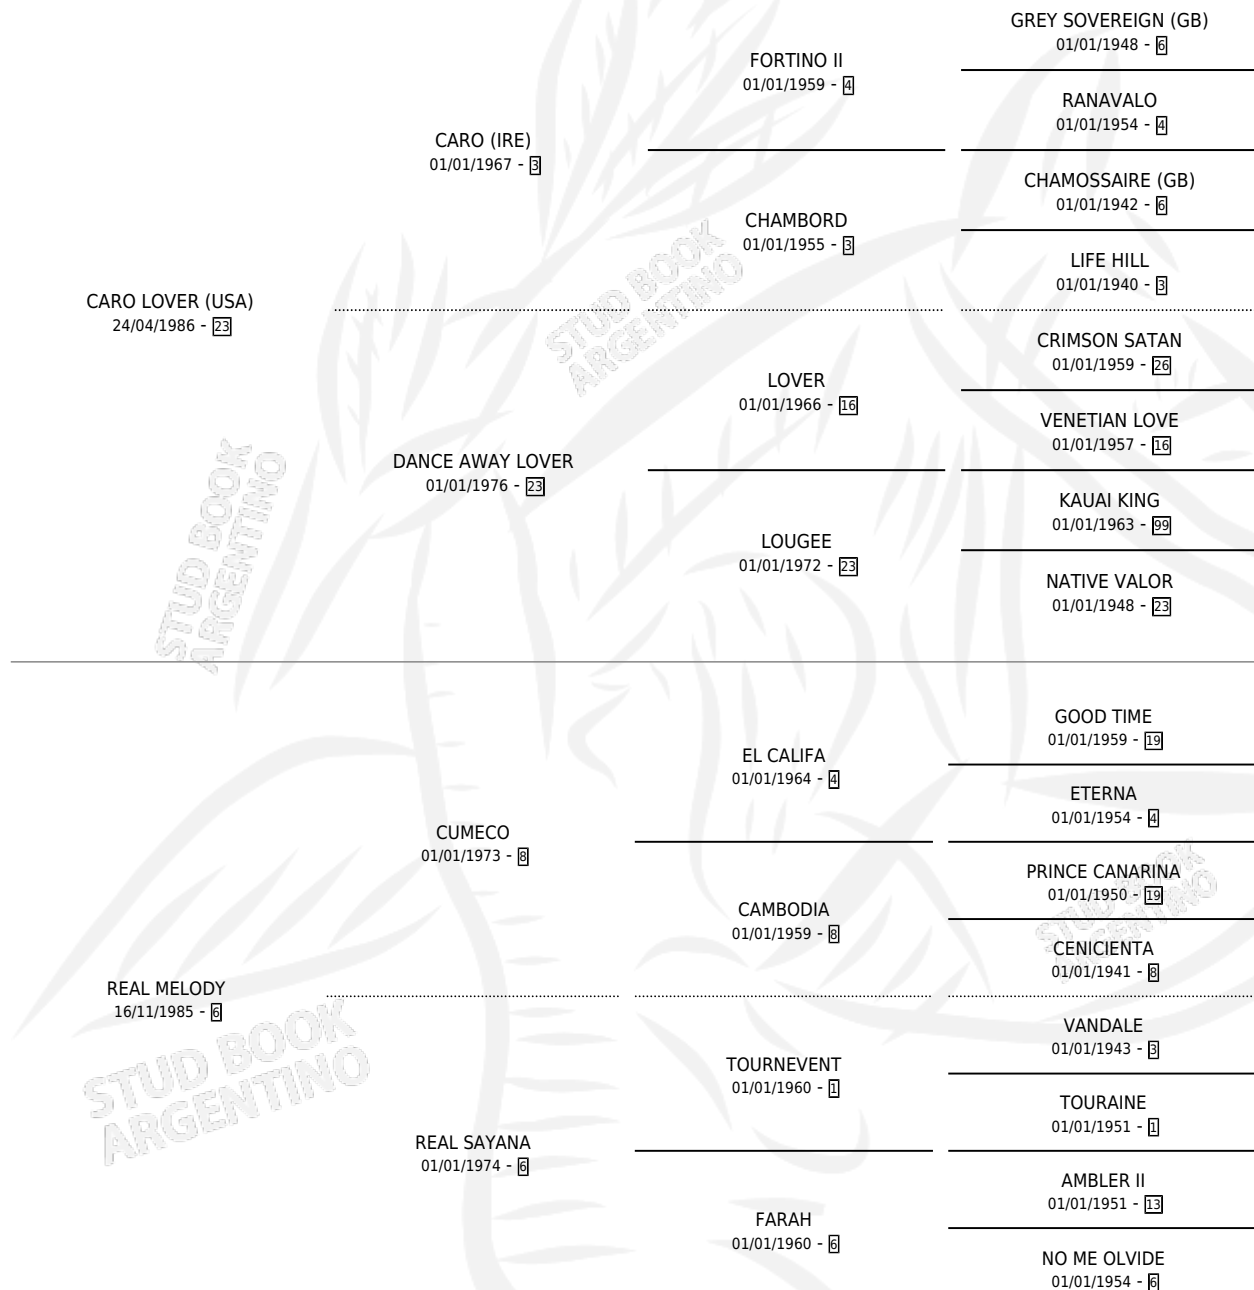 GREY SOVEREIGN (GB)
01/01/1948 - 6
FORTINO II
01/01/1959 - 4
RANAVALO
01/01/1954 - 4
CARO (IRE)
01/01/1967 - 3
CHAMOSSAIRE (GB)
01/01/1942 - 6
CHAMBORD
01/01/1955 - 3
LIFE HILL
01/01/1940 - 3
CARO LOVER (USA)
24/04/1986 - 23
CRIMSON SATAN
01/01/1959 - 26
LOVER
01/01/1966 - 16
VENETIAN LOVE
01/01/1957 - 16
DANCE AWAY LOVER
01/01/1976 - 23
KAUAI KING
01/01/1963 - 99
LOUGEE
01/01/1972 - 23
NATIVE VALOR
01/01/1948 - 23
GOOD TIME
01/01/1959 - 19
EL CALIFA
01/01/1964 - 4
ETERNA
01/01/1954 - 4
CUMECO
01/01/1973 - 8
PRINCE CANARINA
01/01/1950 - 19
CAMBODIA
01/01/1959 - 8
CENICIENTA
01/01/1941 - 8
REAL MELODY
16/11/1985 - 6
VANDALE
01/01/1943 - 3
TOURNEVENT
01/01/1960 - 1
TOURAINE
01/01/1951 - 1
REAL SAYANA
01/01/1974 - 6
AMBLER II
01/01/1951 - 13
FARAH
01/01/1960 - 6
NO ME OLVIDE
01/01/1954 - 6
STUD BOOK
ARGENTINO
STUD BOOK
ARGENTINO
STUD BOOK
ARGENTINO
STUD BOOK
ARGENTINO